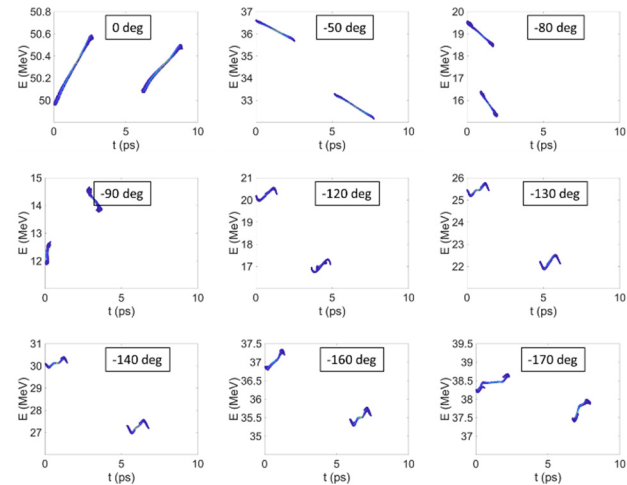 50.8
50.6
50.4
50.2
50
E (MeV)
0 deg
0 5 10
t (ps)
37
36
35
34
33
E (MeV)
-50 deg
0 5 10
t (ps)
20
19
18
17
16
E (MeV)
-80 deg
0 5 10
t (ps)
15
14
13
12
11
E (MeV)
-90 deg
0 5 10
t (ps)
21
20
19
18
17
E (MeV)
-120 deg
0 5 10
t (ps)
26
25
24
23
22
E (MeV)
-130 deg
0 5 10
t (ps)
31
30
29
28
27
E (MeV)
-140 deg
0 5 10
t (ps)
37.5
37
36.5
36
35.5
35
E (MeV)
-160 deg
0 5 10
t (ps)
39.5
39
38.5
38
37.5
37
E (MeV)
-170 deg
0 5 10
t (ps)